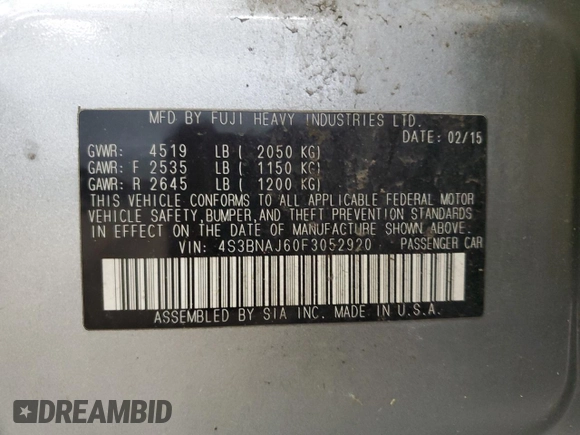 MFD BY FUJI HEAVY INDUSTRIES LTD.
DATE: 02/15
GVWR: 4519 LB ( 2050 KG)
GAWR: F 2535 LB ( 1150 KG)
GAWR: R 2645 LB ( 1200 KG)
THIS VEHICLE CONFORMS TO ALL APPLICABLE FEDERAL MOTOR
VEHICLE SAFETY, BUMPER, AND THEFT PREVENTION STANDARDS
IN EFFECT ON THE DATE OF MANUFACTURE SHOWN ABOVE.
VIN: 4S3BNAJ60F3052920 PASSENGER CAR
ASSEMBLED BY SIA INC. MADE IN U.S.A.
DREAMBID